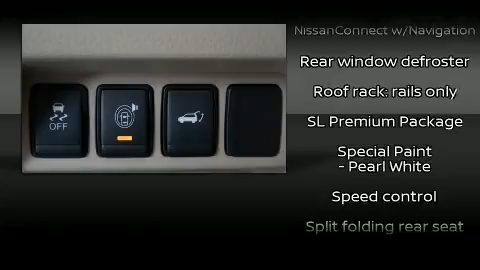 NissanConnect w/Navigation
Rear window defroster
Roof rack: rails only
SL Premium Package
Special Paint
- Pearl White
Speed control
Split folding rear seat
OFF